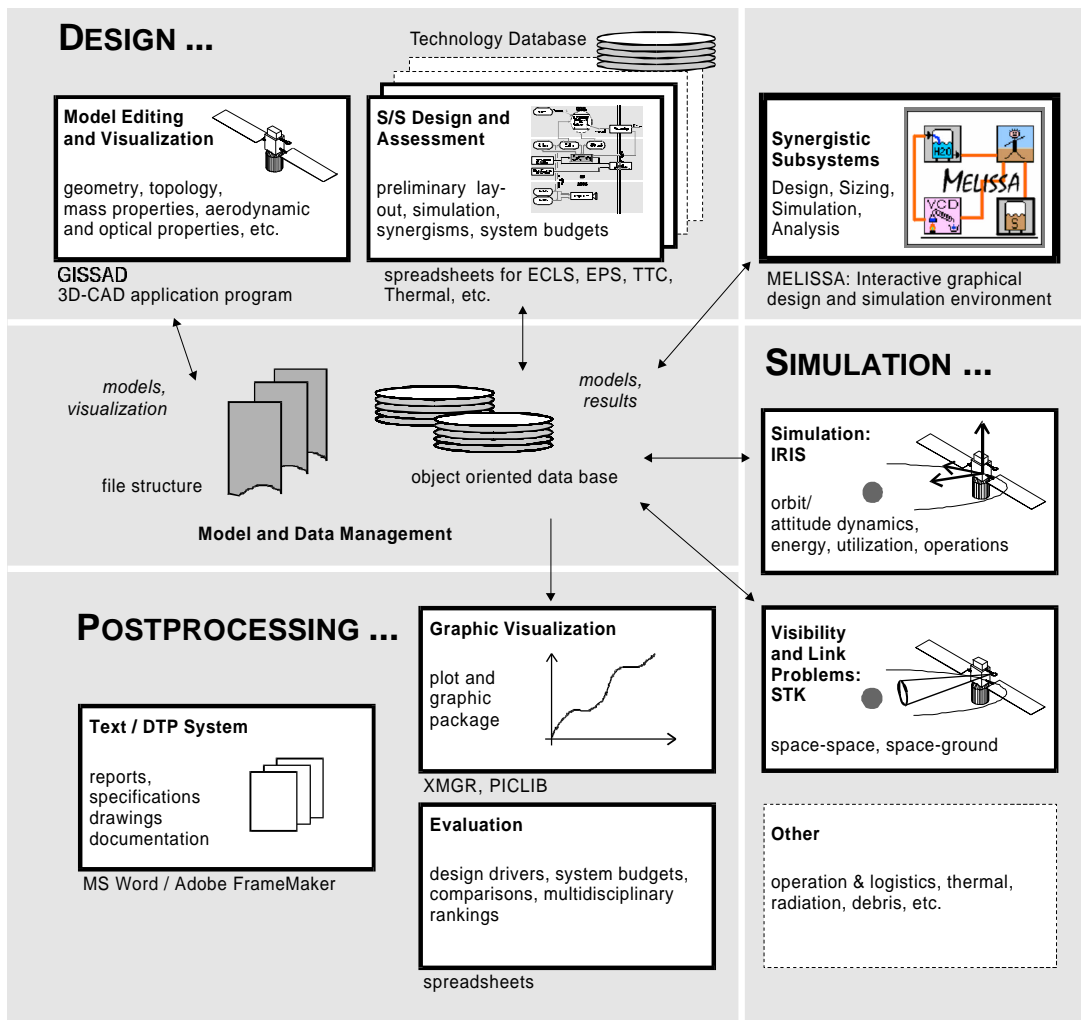 DESIGN ...
Technology Database
Model Editing
and Visualization
geometry, topology,
mass properties, aerodynamic
and optical properties, etc.
GISSAD
3D-CAD application program
S/S Design and
Assessment
preliminary lay-
out, simulation,
synergisms, system budgets
spreadsheets for ECLS, EPS, TTC,
Thermal, etc.
Synergistic
Subsystems
Design, Sizing,
Simulation,
Analysis
H2O
MELISSA
VCD
S
MELISSA: Interactive graphical
design and simulation environment
models,
visualization
file structure
object oriented data base
models,
results
Model and Data Management
SIMULATION ...
Simulation:
IRIS
orbit/
attitude dynamics,
energy, utilization, operations
Visibility
and Link
Problems:
STK
space-space, space-ground
Other
operation & logistics, thermal,
radiation, debris, etc.
POSTPROCESSING ...
Text / DTP System
reports,
specifications
drawings
documentation
MS Word / Adobe FrameMaker
Graphic Visualization
plot and
graphic
package
XMGR, PICLIB
Evaluation
design drivers, system budgets,
comparisons, multidisciplinary
rankings
spreadsheets